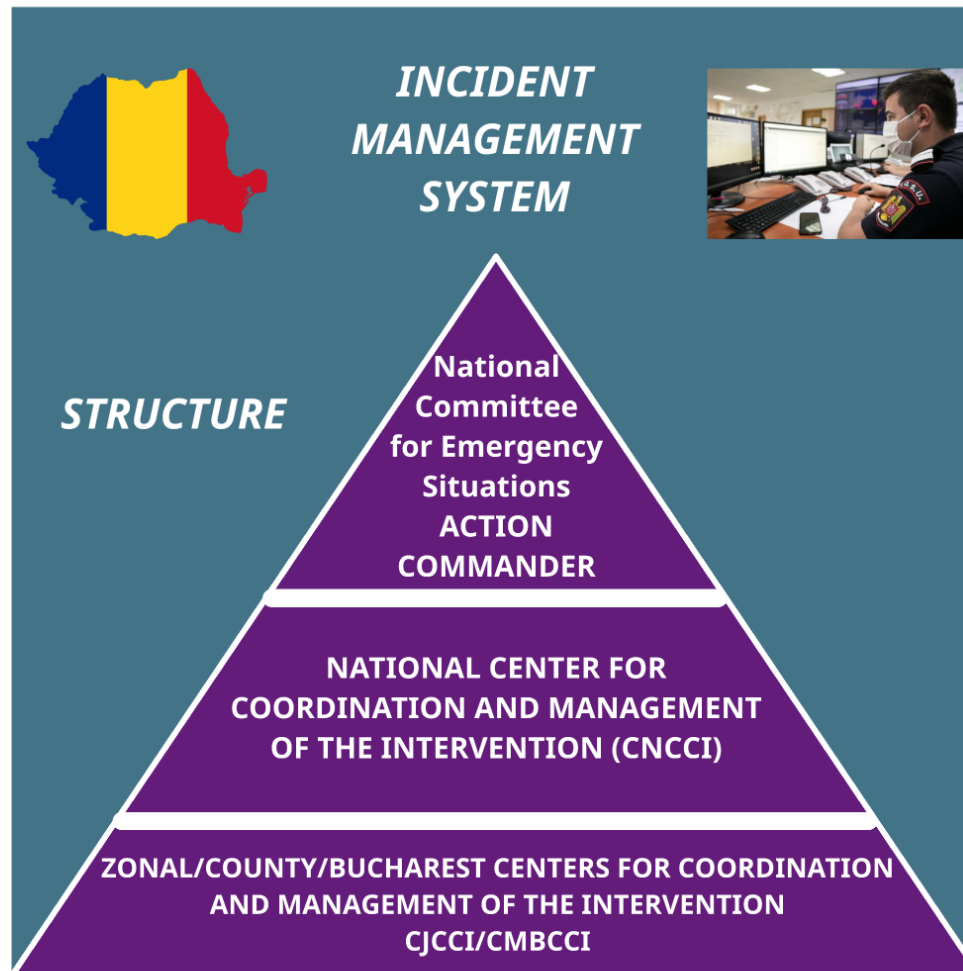 INCIDENT
MANAGEMENT
SYSTEM
STRUCTURE
National
Committee
for Emergency
Situations
ACTION
COMMANDER
NATIONAL CENTER FOR
COORDINATION AND MANAGEMENT
OF THE INTERVENTION (CNCCI)
ZONAL/COUNTY/BUCHAREST CENTERS FOR COORDINATION
AND MANAGEMENT OF THE INTERVENTION
CJCCI/CMBCCI